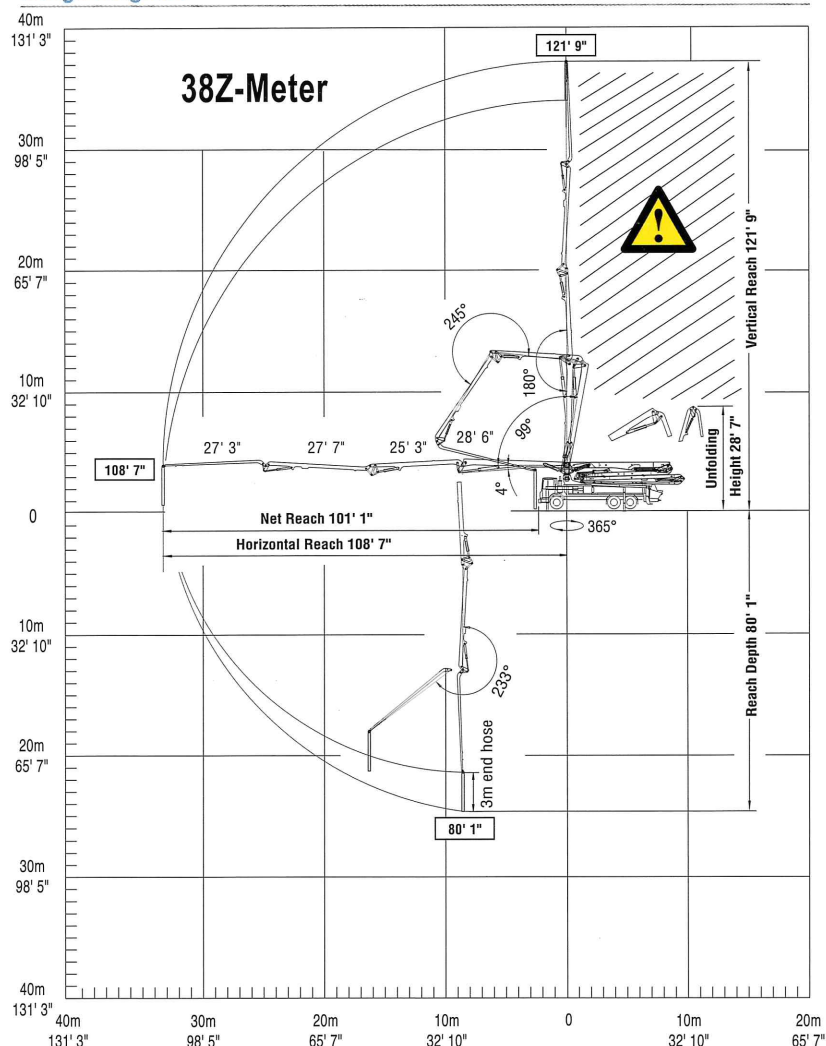 40m
131' 3"
121' 9"
38Z-Meter
30m
98' 5"
20m
65' 7"
Vertical Reach 121' 9"
245°
180°
10m
32' 10"
99°
27' 3"
27' 7"
25' 3"
28' 6"
108' 7"
4°
Unfolding
Height 28' 7"
0
Net Reach 101' 1"
365°
Horizontal Reach 108' 7"
10m
32' 10"
233°
Reach Depth 80' 1"
20m
65' 7"
3m end hose
80' 1"
30m
98' 5"
40m
131' 3"
40m
30m
20m
10m
0
10m
20m
131' 3"
98' 5"
65' 7"
32' 10"
32' 10"
65' 7"